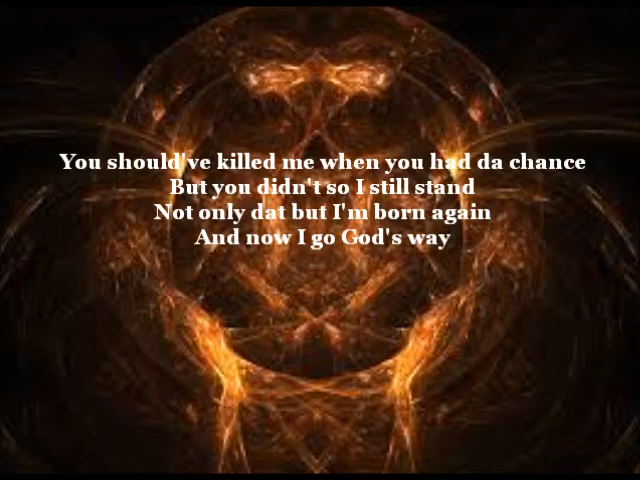 You should've killed me when you had da chance
But you didn't so I still stand
Not only dat but I'm born again
And now I go God's way